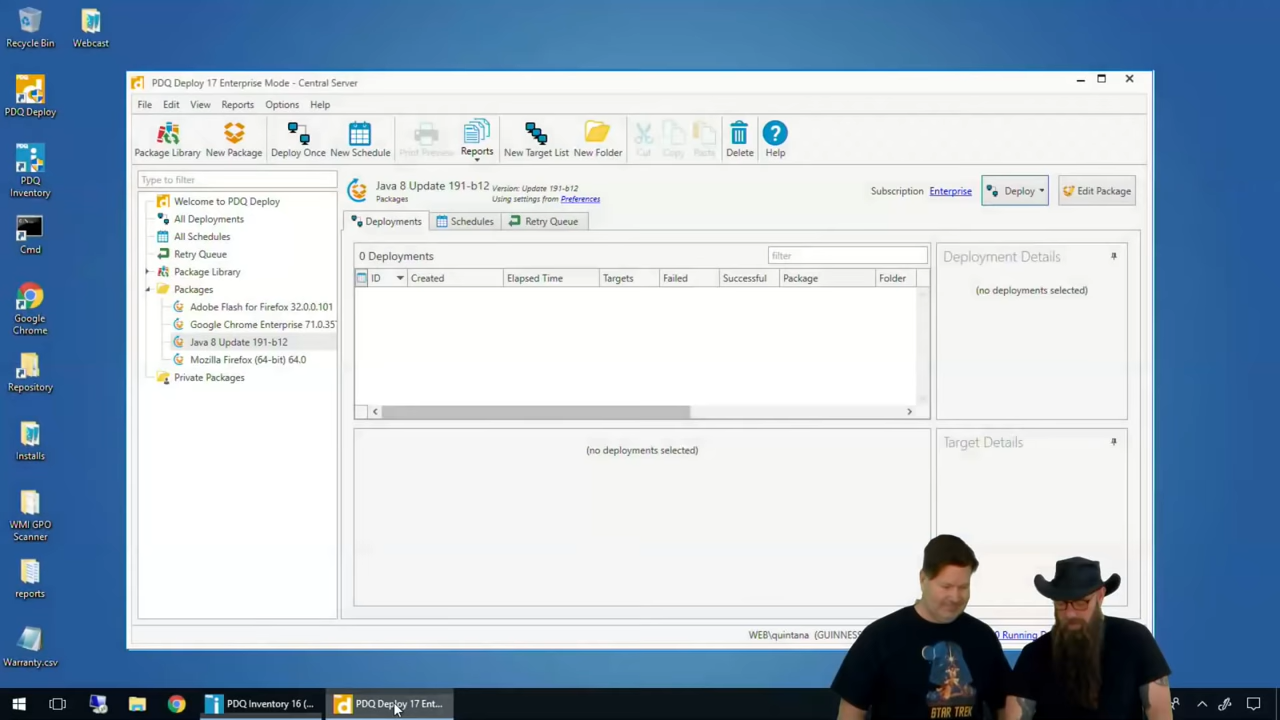 Recycle Bin
Webcast
PDQ Deploy
PDQ
Inventory
Cmd
Google
Chrome
Repository
Installs
WMI GPO
Scanner
reports
Warranty.csv
PDQ Deploy 17 Enterprise Mode - Central Server
File Edit View Reports Options Help
Package Library New Package Deploy Once New Schedule Print Preview Reports New Target List New Folder Cut Copy Paste Delete Help
Type to filter
Welcome to PDQ Deploy
All Deployments
All Schedules
Retry Queue
Package Library
Packages
Adobe Flash for Firefox 32.0.0.101
Google Chrome Enterprise 71.0.35
Java 8 Update 191-b12
Mozilla Firefox (64-bit) 64.0
Private Packages
Java 8 Update 191-b12 Version: Update 191-b12
Packages Using settings from Preferences
Subscription Enterprise Deploy Edit Package
Deployments Schedules Retry Queue
0 Deployments filter
ID Created Elapsed Time Targets Failed Successful Package Folder
(no deployments selected)
Deployment Details
(no deployments selected)
Target Details
WEB\quintana (GUINNESS
0 Running D
STAR TREK
PDQ Inventory 16 (...
PDQ Deploy 17 Ent...